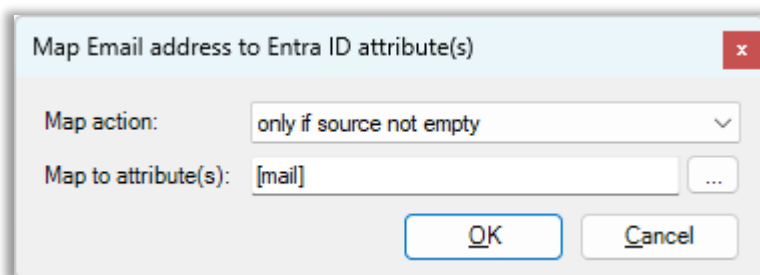 Map Email address to Entra ID attribute(s)
x
Map action: only if source not empty
Map to attribute(s): [mail] ...
OK Cancel